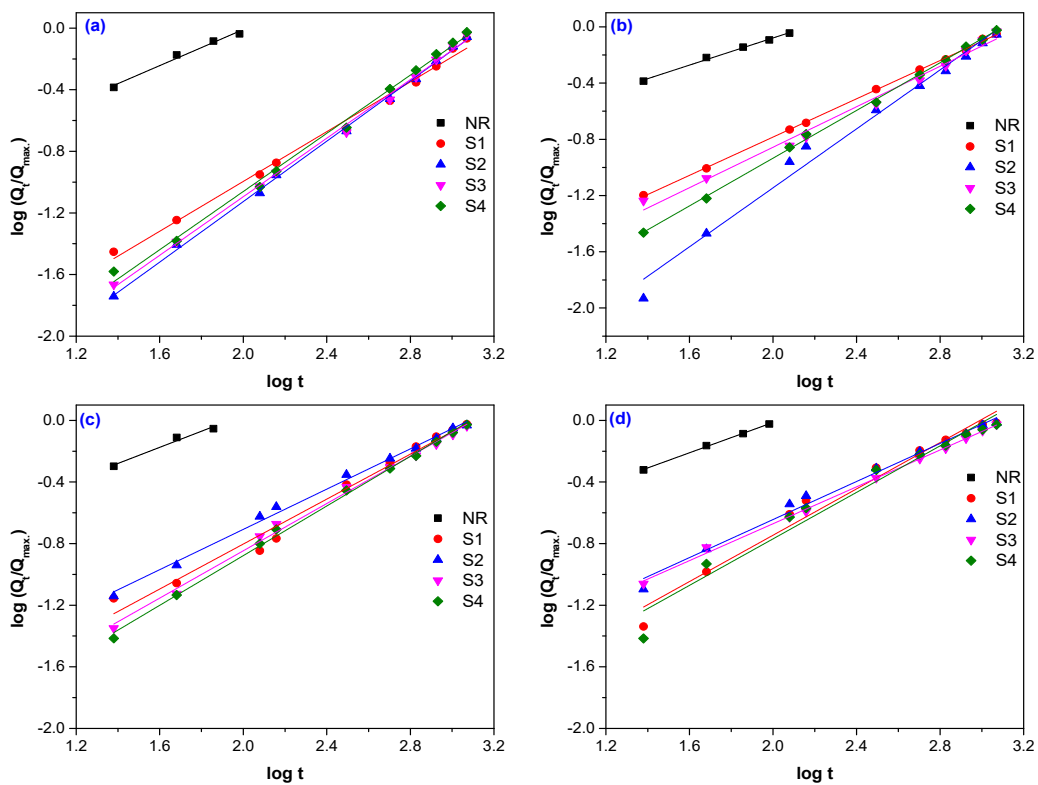 (a)
0.0
-0.4
-0.8
-1.2
-1.6
-2.0
log (Qt/Qmax.)
NR
S1
S2
S3
S4
1.2 1.6 2.0 2.4 2.8 3.2
log t
(b)
0.0
-0.4
-0.8
-1.2
-1.6
-2.0
log (Qt/Qmax.)
NR
S1
S2
S3
S4
1.2 1.6 2.0 2.4 2.8 3.2
log t
(c)
0.0
-0.4
-0.8
-1.2
-1.6
-2.0
log (Qt/Qmax.)
NR
S1
S2
S3
S4
1.2 1.6 2.0 2.4 2.8 3.2
log t
(d)
0.0
-0.4
-0.8
-1.2
-1.6
-2.0
log (Qt/Qmax.)
NR
S1
S2
S3
S4
1.2 1.6 2.0 2.4 2.8 3.2
log t